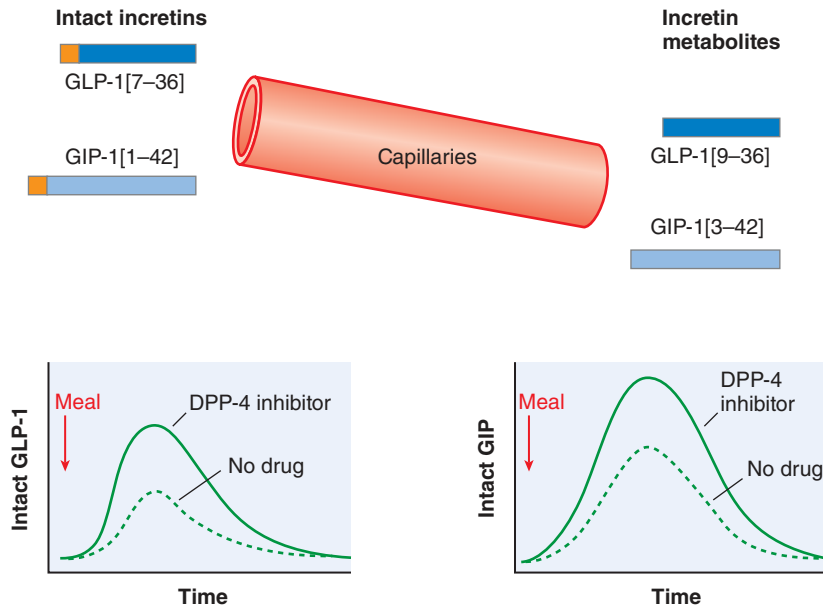 Intact incretins
GLP-1[7–36]
GIP-1[1–42]
Capillaries
Incretin
metabolites
GLP-1[9–36]
GIP-1[3–42]
Intact GLP-1
Meal
DPP-4 inhibitor
No drug
Time
Intact GIP
Meal
DPP-4
inhibitor
No drug
Time